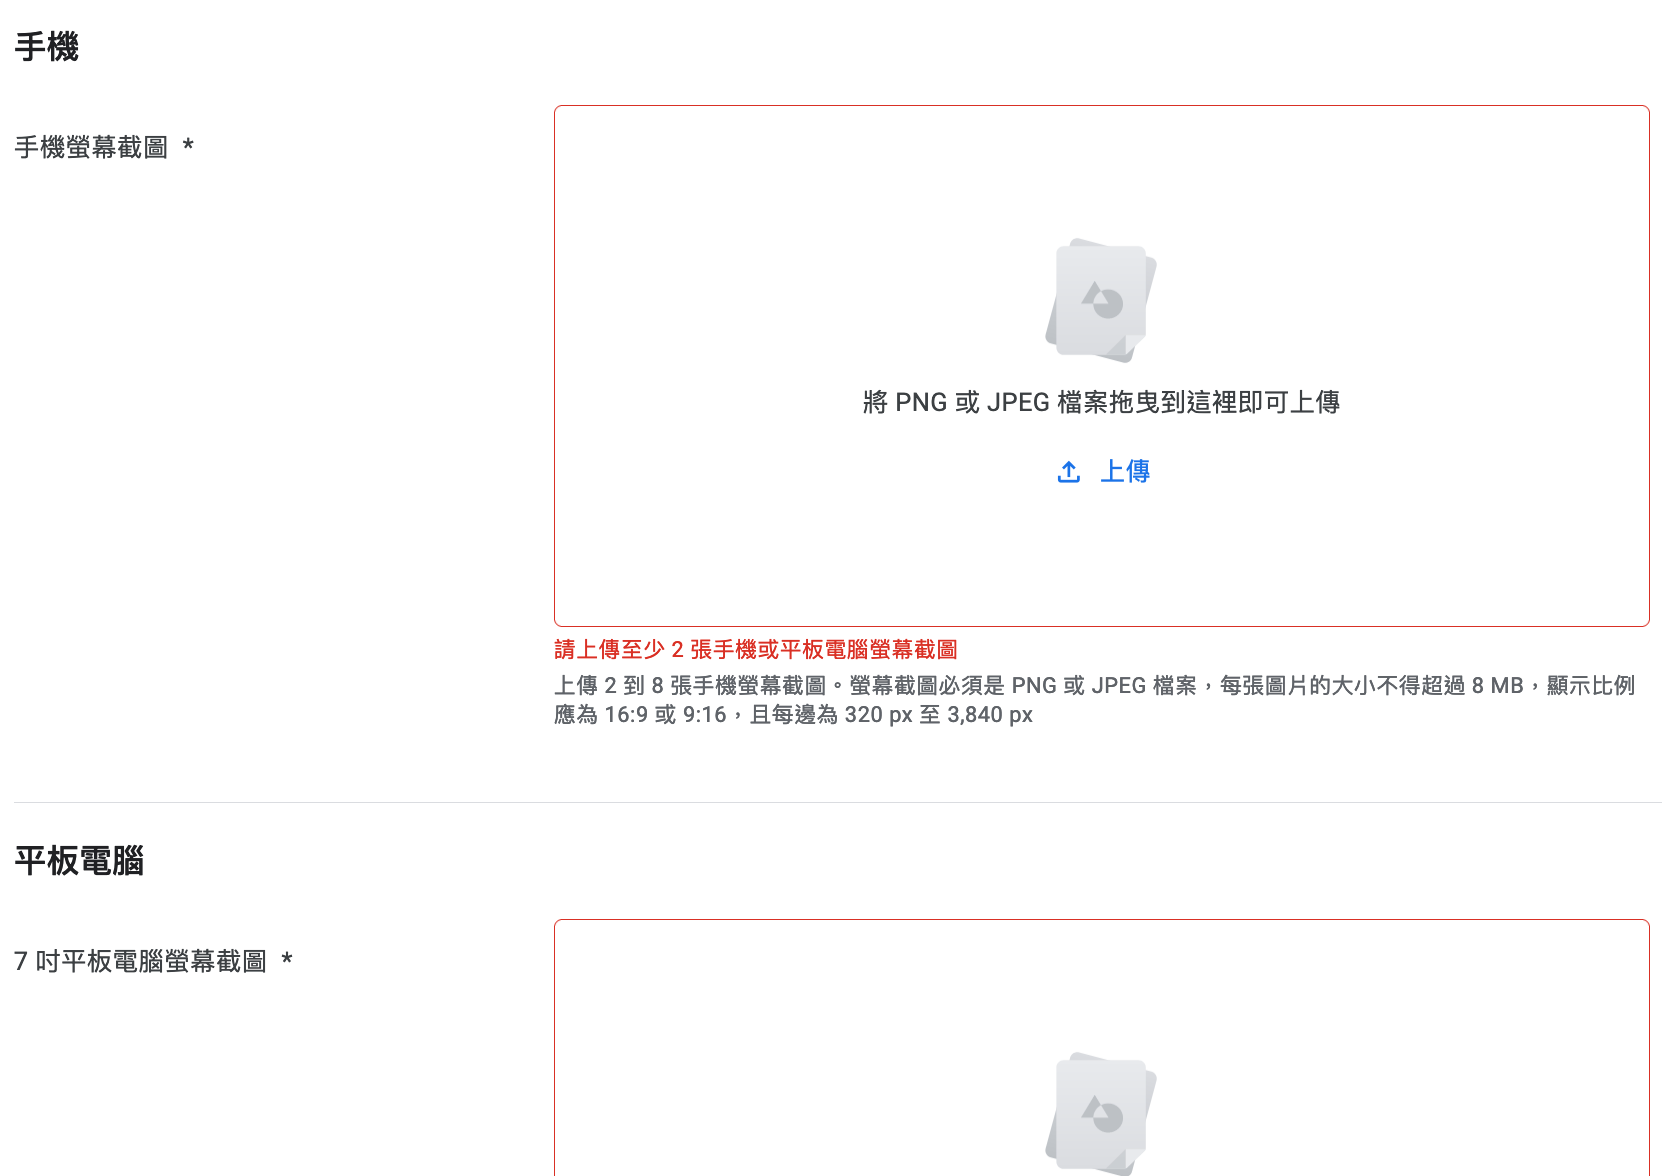 手機
手機螢幕截圖 *
將 PNG 或 JPEG 檔案拖曳到這裡即可上傳
上傳
請上傳至少 2 張手機或平板電腦螢幕截圖
上傳 2 到 8 張手機螢幕截圖。螢幕截圖必須是 PNG 或 JPEG 檔案，每張圖片的大小不得超過 8 MB，顯示比例
應為 16:9 或 9:16，且每邊為 320 px 至 3,840 px
平板電腦
7 吋平板電腦螢幕截圖 *